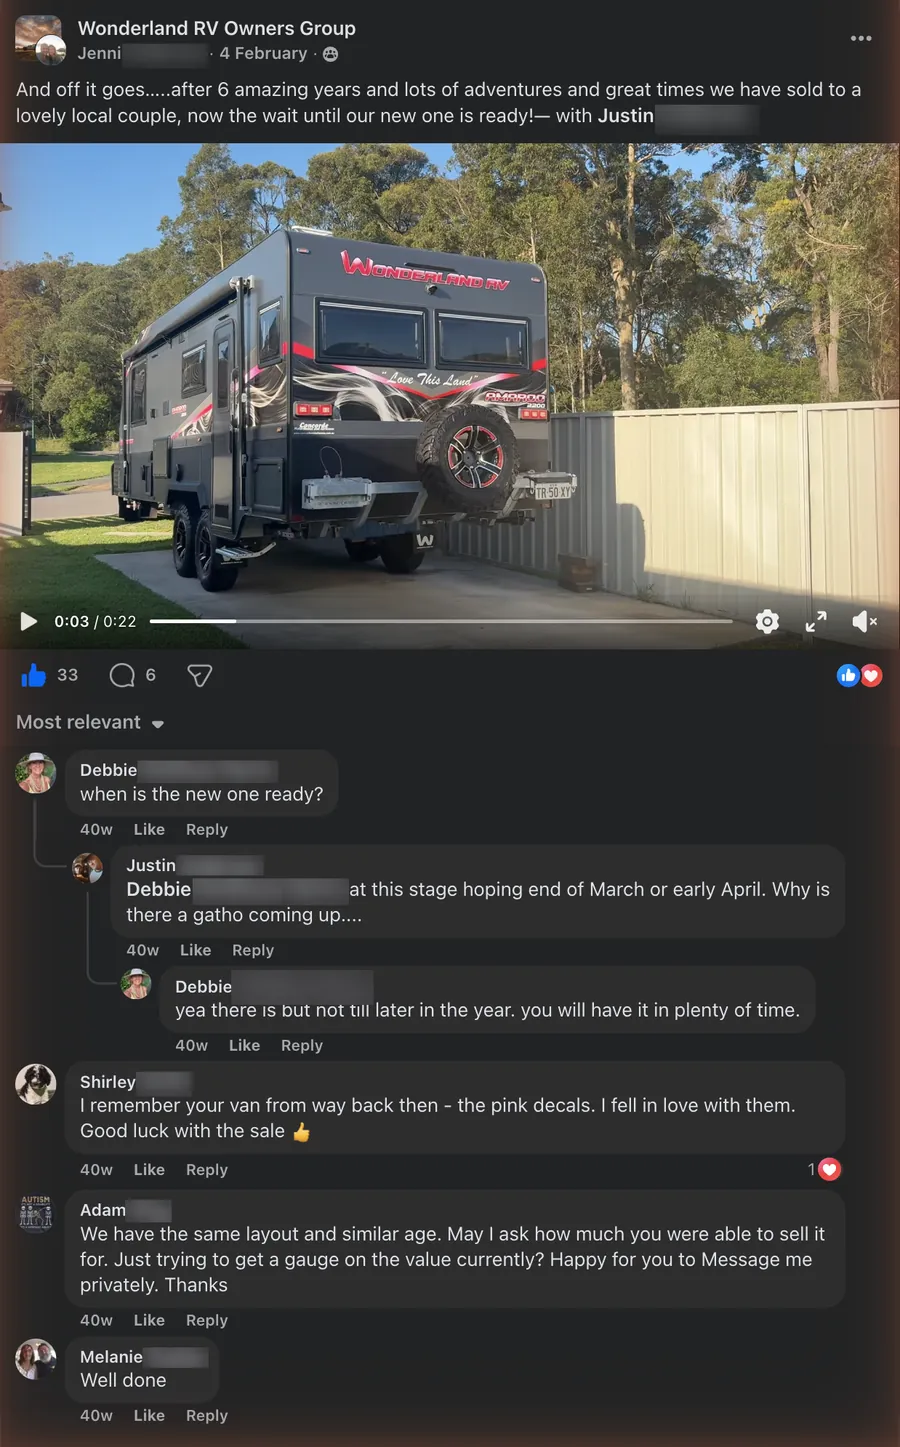 Wonderland RV Owners Group
Jenni · 4 February ·
And off it goes.....after 6 amazing years and lots of adventures and great times we have sold to a
lovely local couple, now the wait until our new one is ready!— with Justin
WONDERLAND RV
"Love This Land"
AMAROO
2200
Concorde
TR·50 XY
W
0:03 / 0:22
33
6
Most relevant
Debbie
when is the new one ready?
40w Like Reply
Justin
Debbie at this stage hoping end of March or early April. Why is
there a gatho coming up....
40w Like Reply
Debbie
yea there is but not till later in the year. you will have it in plenty of time.
40w Like Reply
Shirley
I remember your van from way back then - the pink decals. I fell in love with them.
Good luck with the sale 👍
40w Like Reply
1
AUTISM
Adam
We have the same layout and similar age. May I ask how much you were able to sell it
for. Just trying to get a gauge on the value currently? Happy for you to Message me
privately. Thanks
40w Like Reply
Melanie
Well done
40w Like Reply